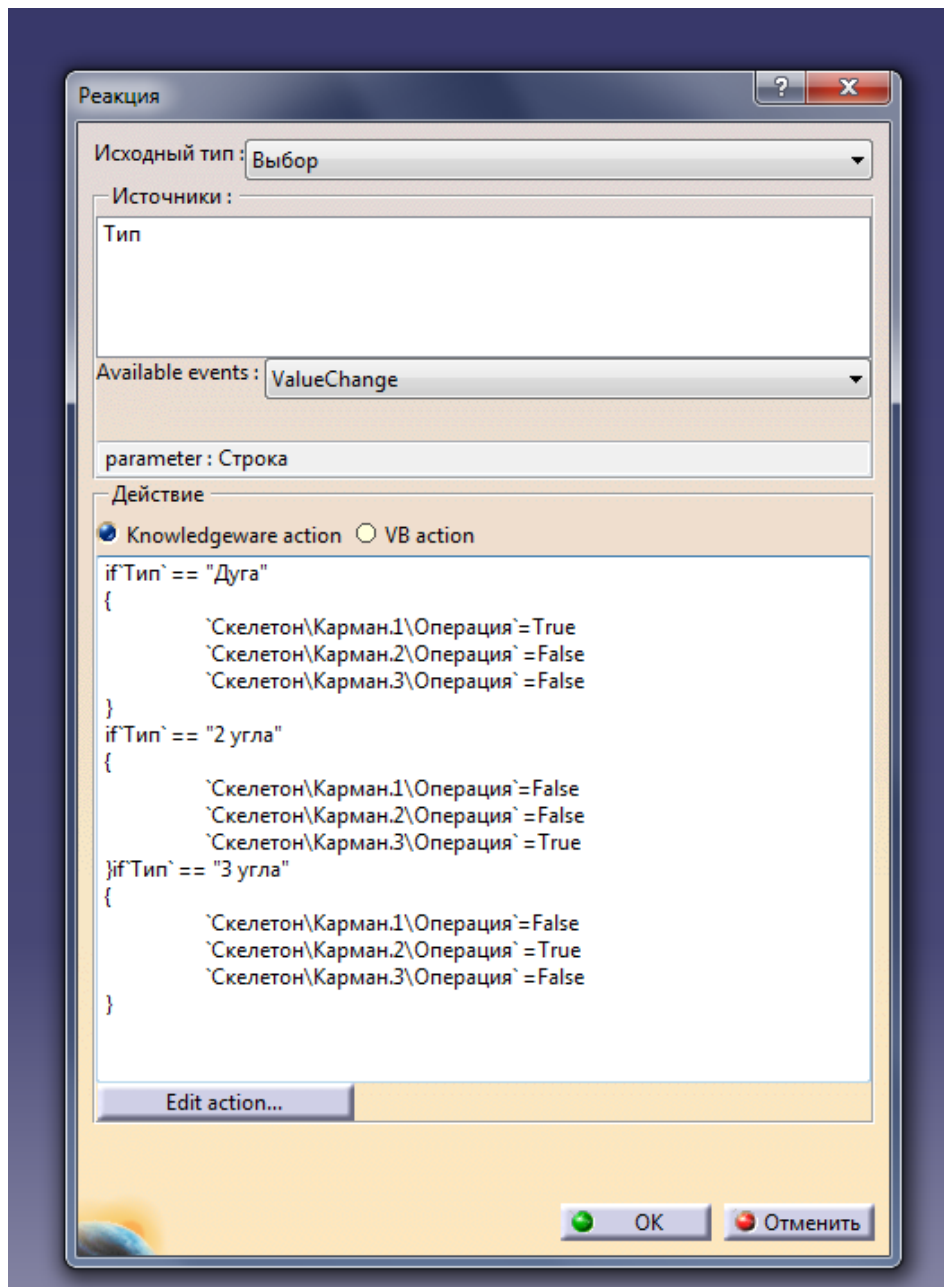 Реакция
?
x
Исходный тип : Выбор
Источники :
Тип
Available events : ValueChange
parameter : Строка
Действие
Knowledgeware action VB action
if`Тип` == "Дуга"
{
`Скелетон\Карман.1\Операция`=True
`Скелетон\Карман.2\Операция` =False
`Скелетон\Карман.3\Операция` =False
}
if`Тип` == "2 угла"
{
`Скелетон\Карман.1\Операция`=False
`Скелетон\Карман.2\Операция` =False
`Скелетон\Карман.3\Операция` =True
}if`Тип` == "3 угла"
{
`Скелетон\Карман.1\Операция`=False
`Скелетон\Карман.2\Операция` =True
`Скелетон\Карман.3\Операция` =False
}
Edit action...
OK Отменить